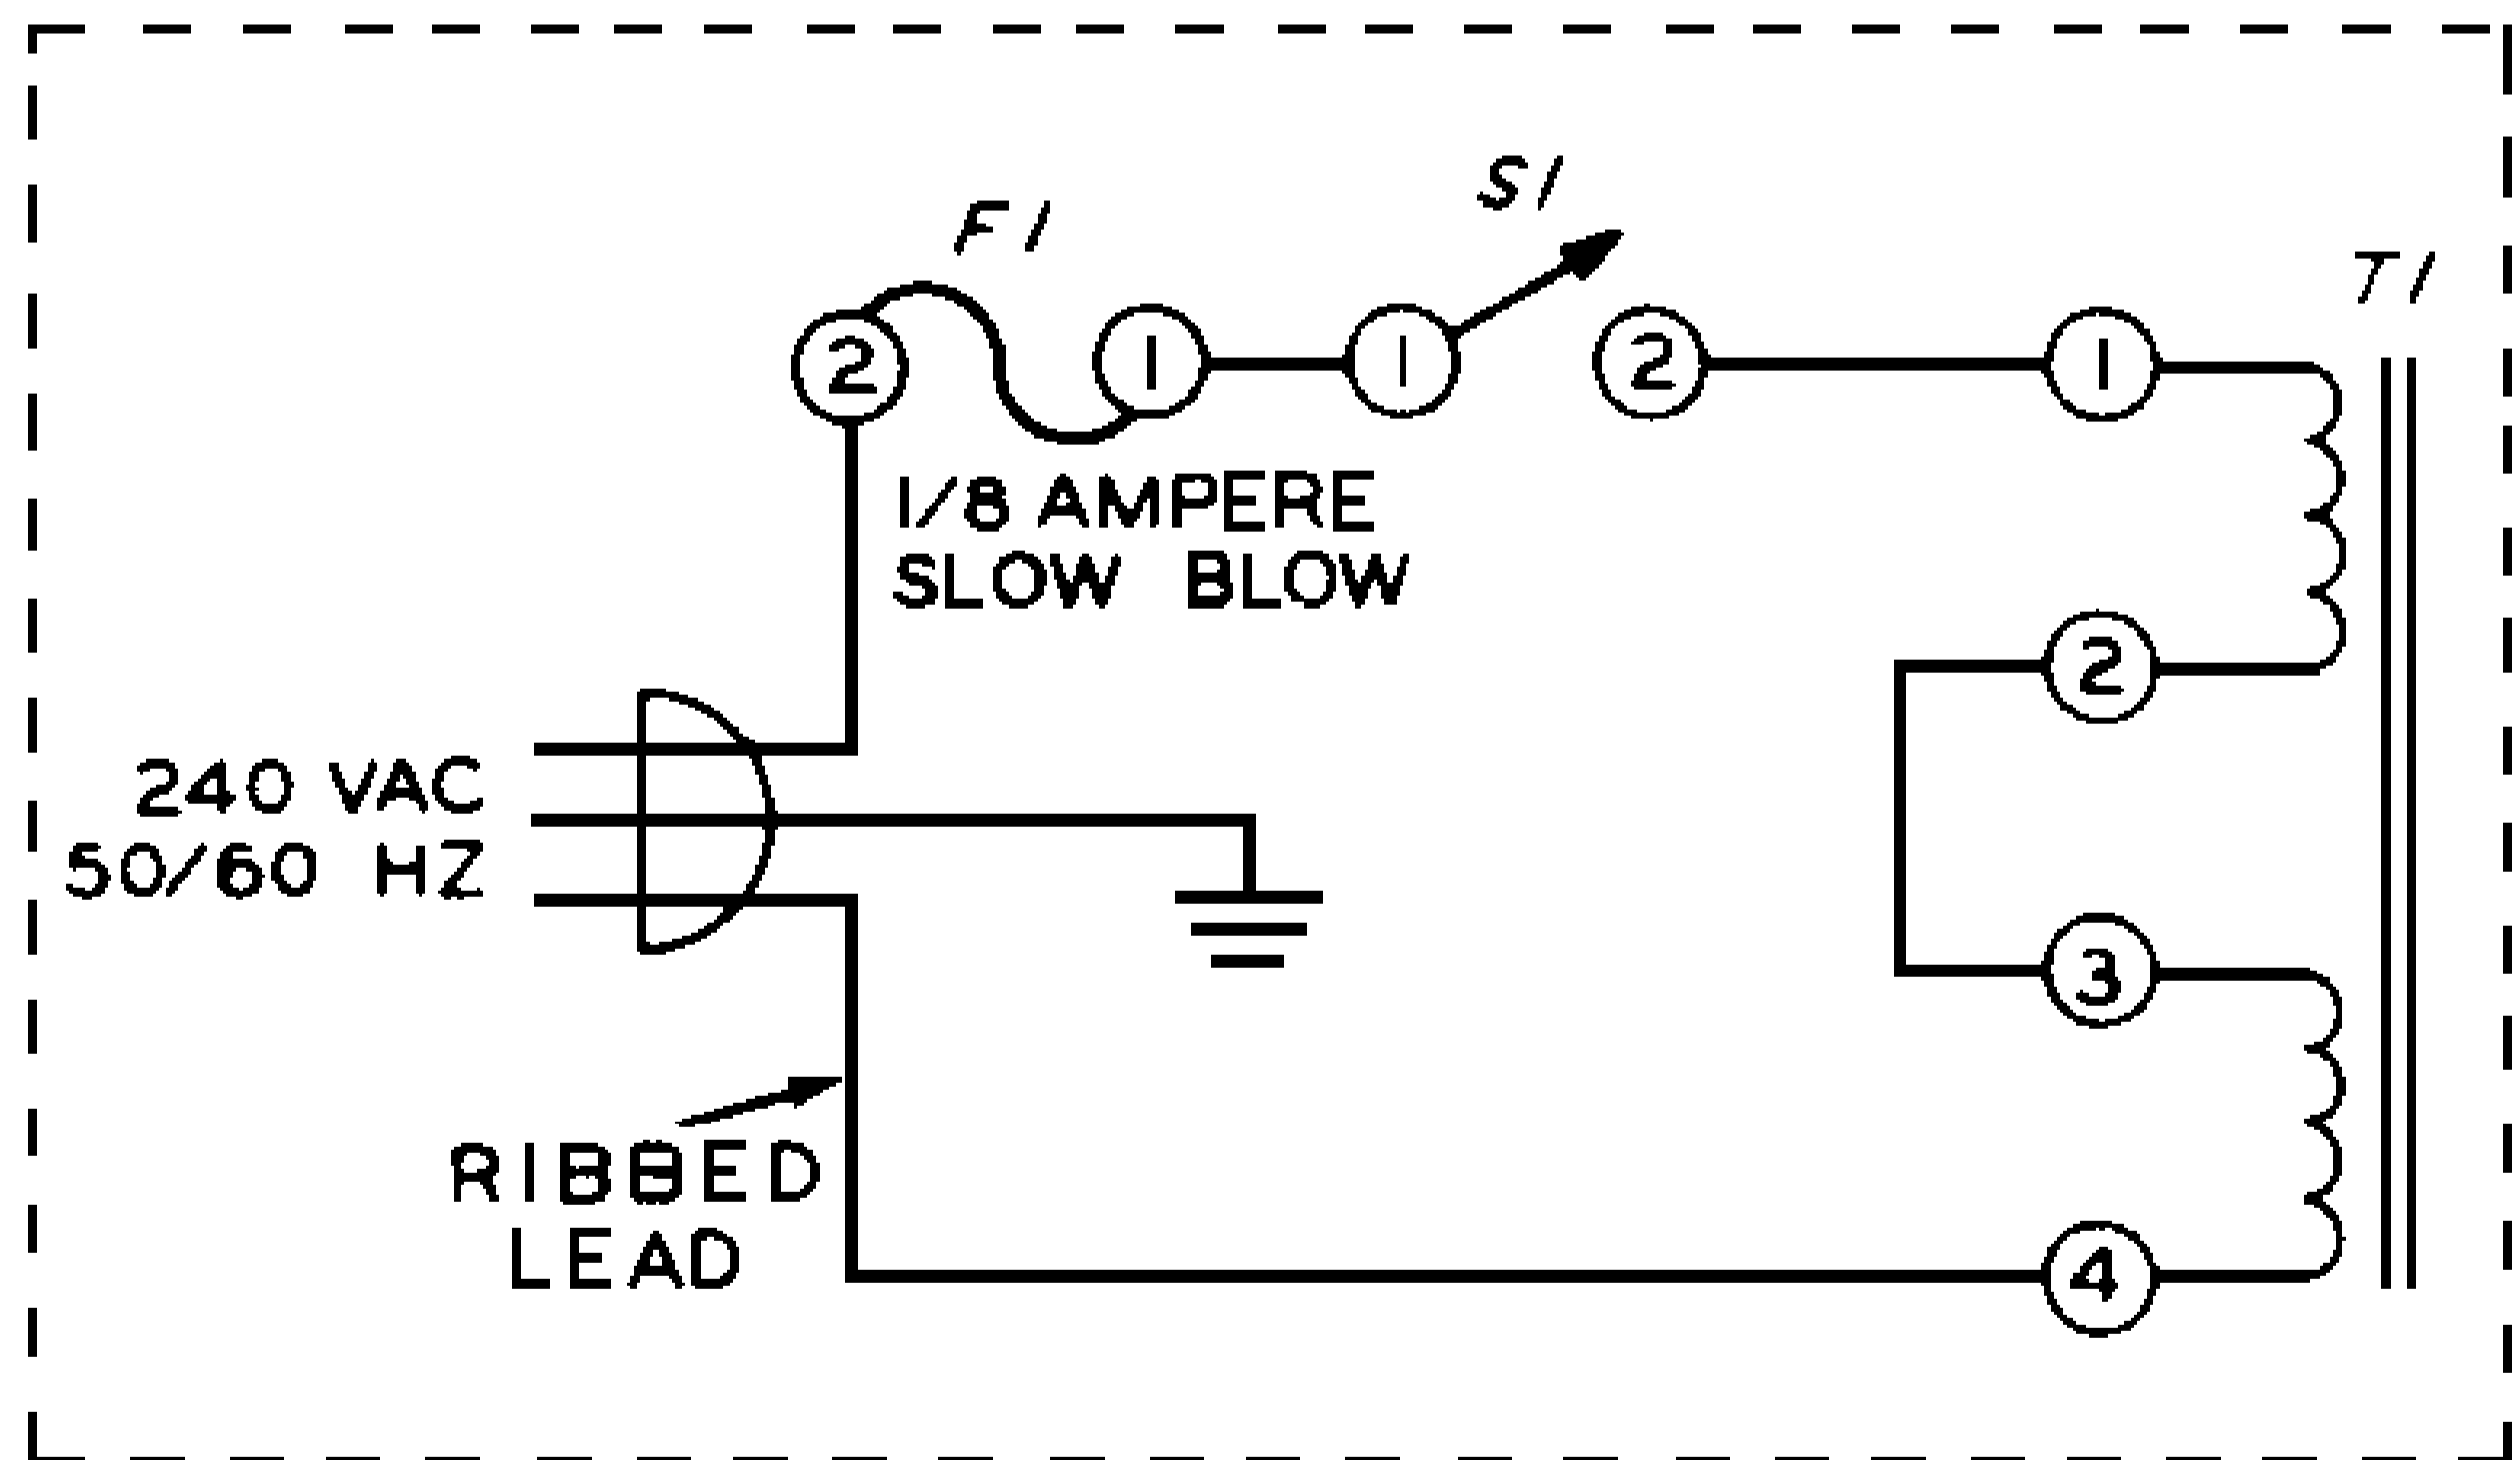 S1
F1
T1
2
1
1
2
1
1/8 AMPERE
SLOW BLOW
2
240 VAC
50/60 HZ
3
RIBBED
LEAD
4